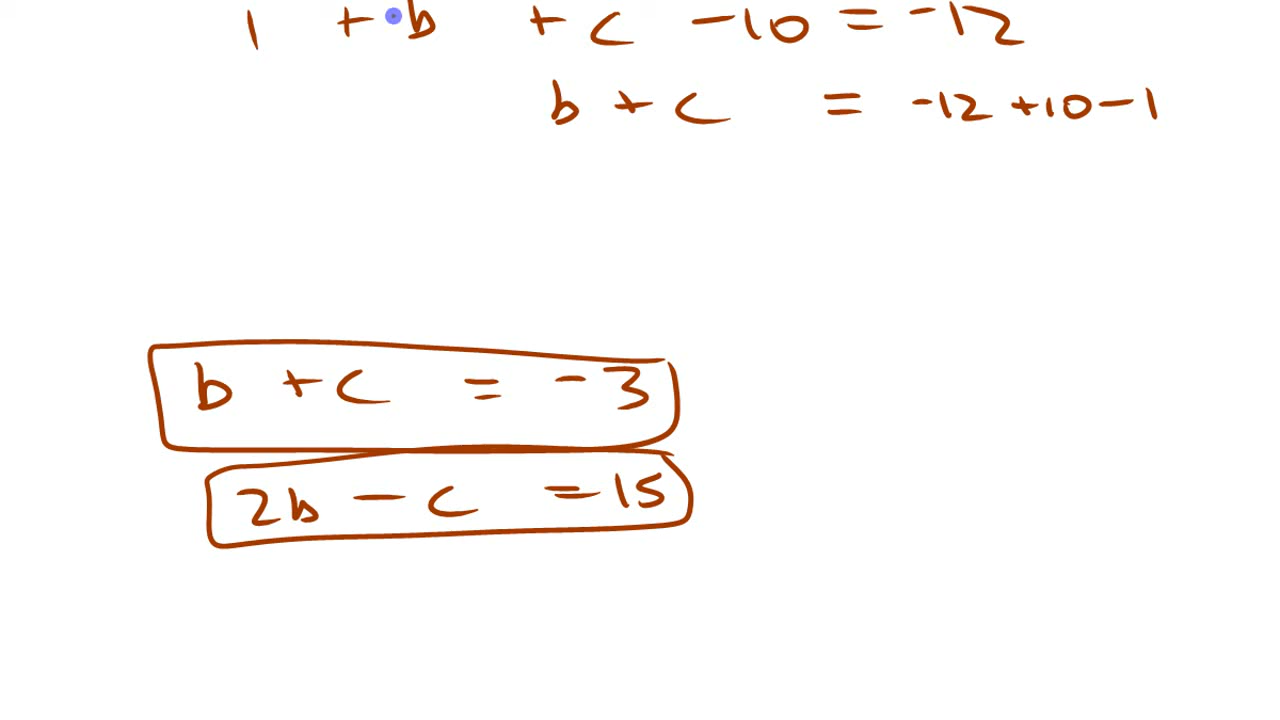 1 + b + c - 10 = -12
b + c = -12 + 10 - 1
b + c = -3
2b - c = 15